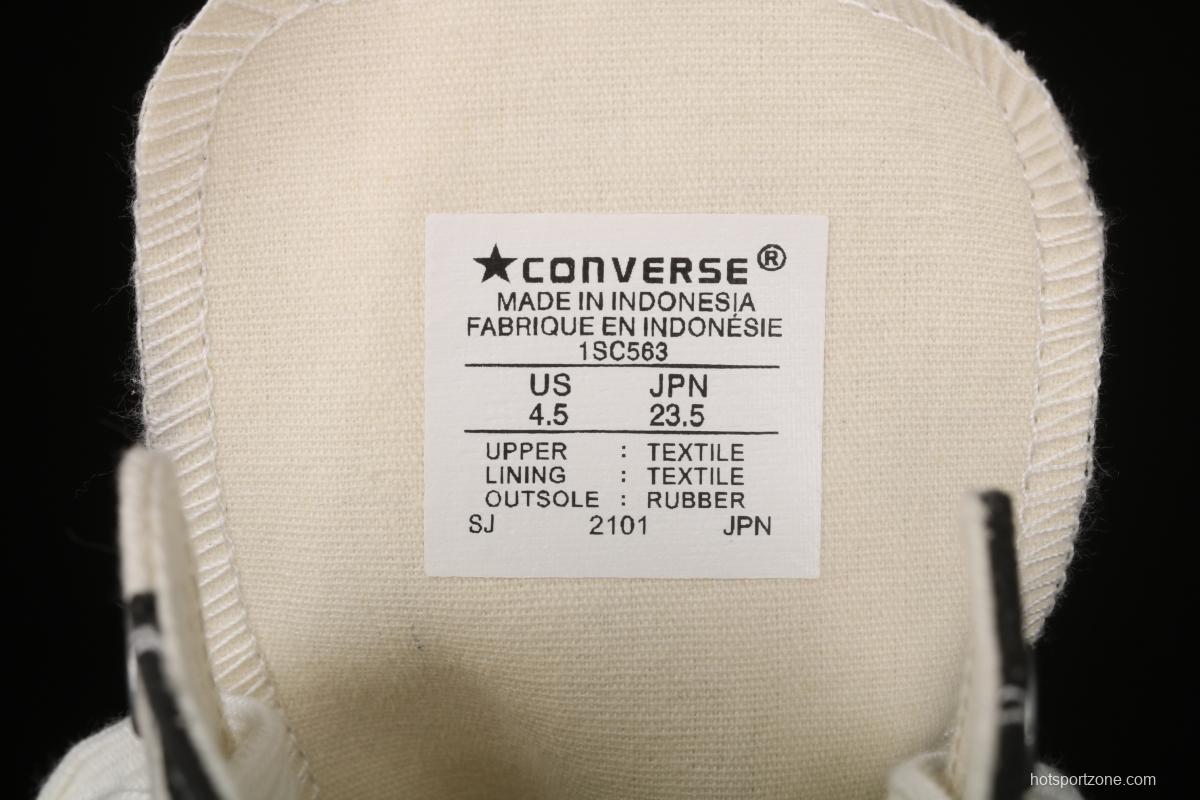 ★CONVERSE®
MADE IN INDONESIA
FABRIQUE EN INDONÉSIE
1SC563
US JPN
4.5 23.5
UPPER : TEXTILE
LINING : TEXTILE
OUTSOLE : RUBBER
SJ 2101 JPN
hotsportzone.com